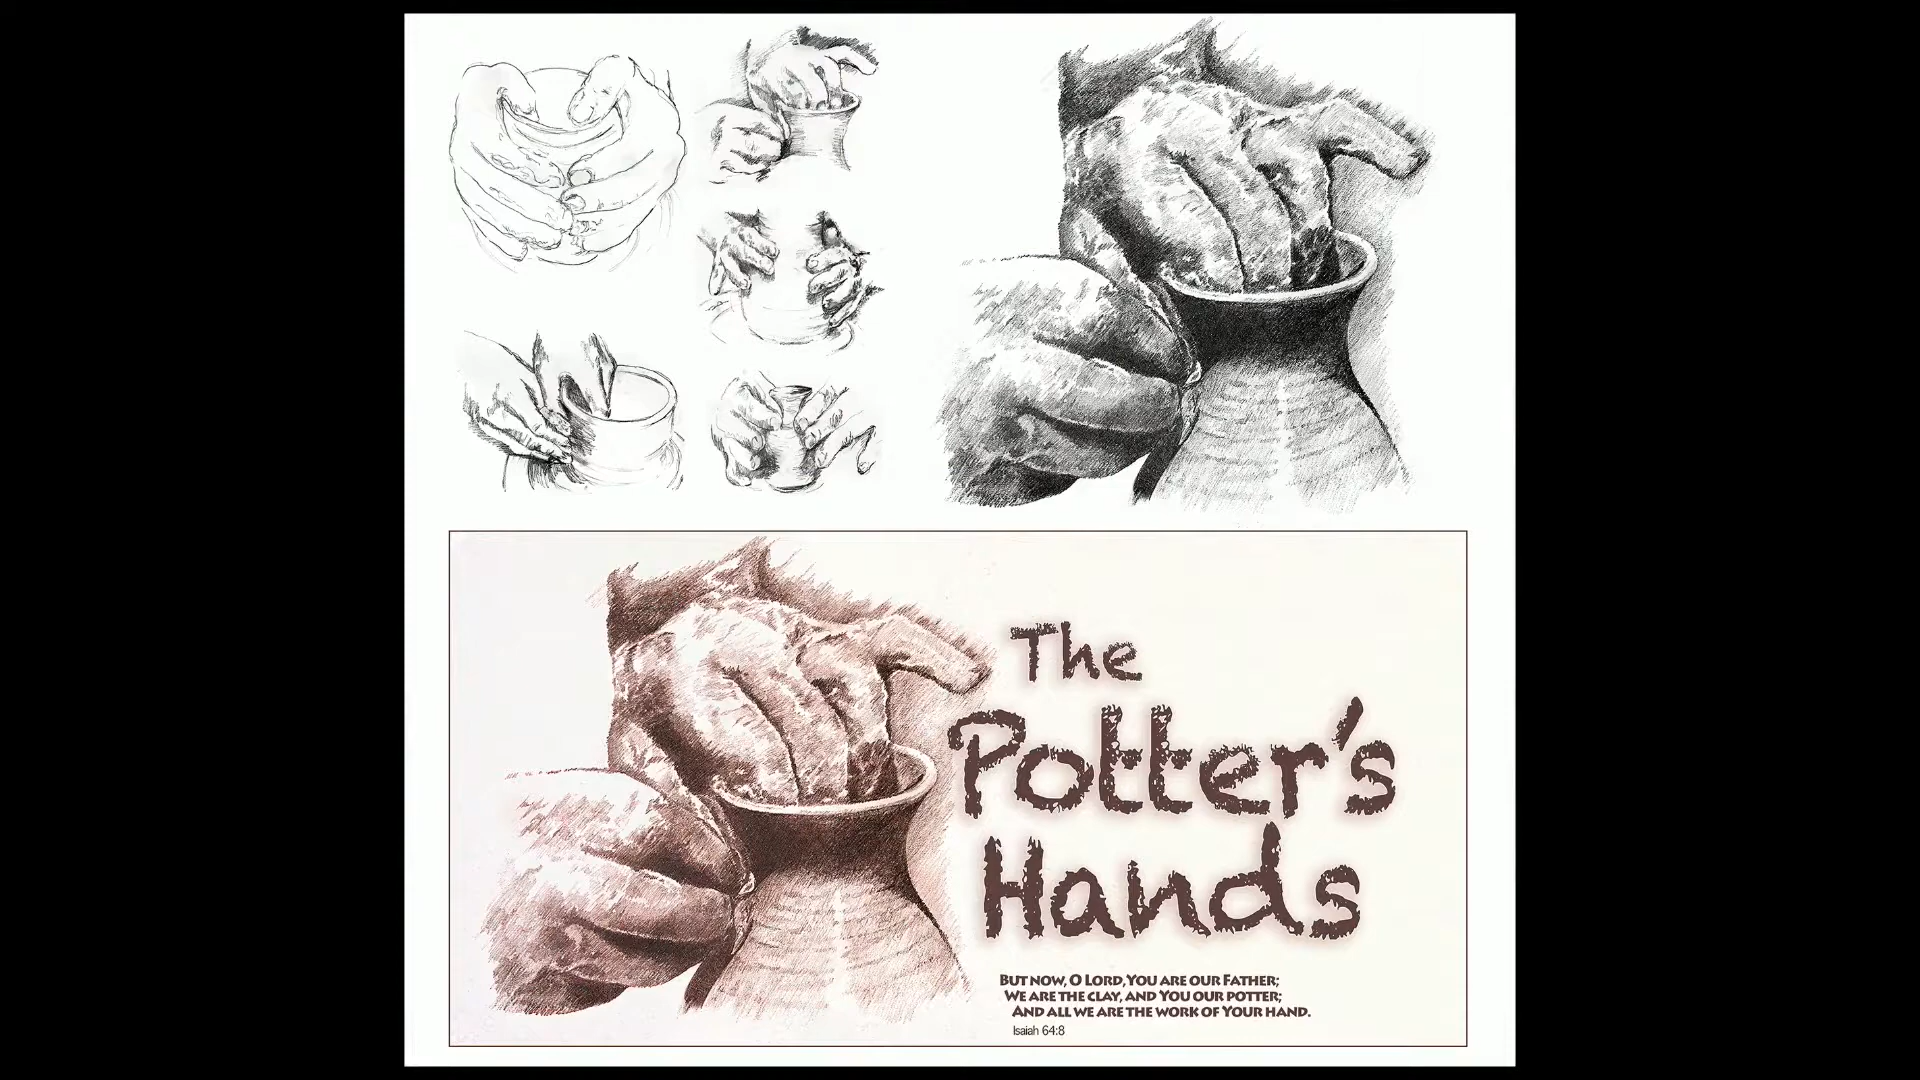 The
Potter's
Hands
But now, O Lord, You are our Father;
We are the clay, and You our potter;
And all we are the work of Your hand.
Isaiah 64:8